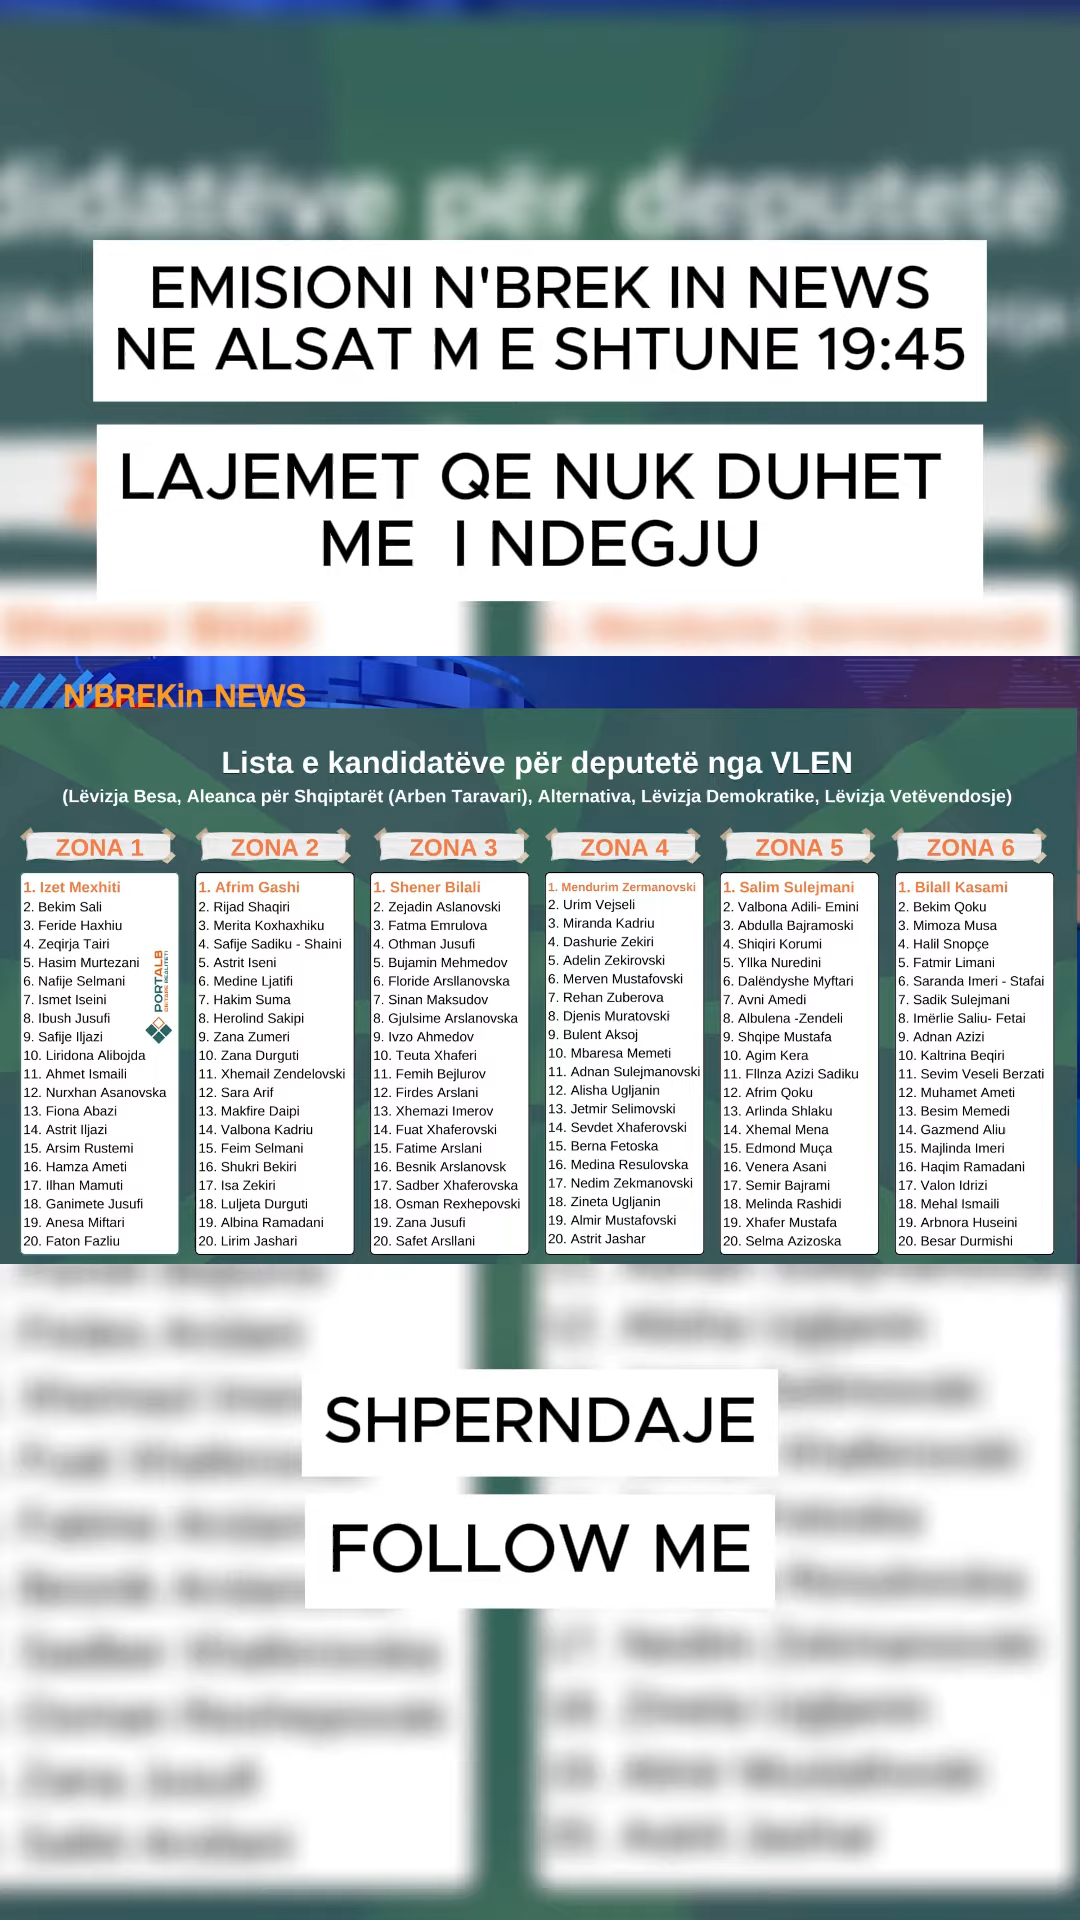 didatëve për deputetë
EMISIONI N'BREK IN NEWS
NE ALSAT M E SHTUNE 19:45
LAJEMET QE NUK DUHET
ME I NDEGJU
N'BREKin NEWS
Lista e kandidatëve për deputetë nga VLEN
(Lëvizja Besa, Aleanca për Shqiptarët (Arben Taravari), Alternativa, Lëvizja Demokratike, Lëvizja Vetëvendosje)
ZONA 1
1. Izet Mexhiti
2. Bekim Sali
3. Feride Haxhiu
4. Zeqirja Tairi
5. Hasim Murtezani
6. Nafije Selmani
7. Ismet Iseini
8. Ibush Jusufi
9. Safije Iljazi
10. Liridona Alibojda
11. Ahmet Ismaili
12. Nurxhan Asanovska
13. Fiona Abazi
14. Astrit Iljazi
15. Arsim Rustemi
16. Hamza Ameti
17. Ilhan Mamuti
18. Ganimete Jusufi
19. Anesa Miftari
20. Faton Fazliu
PORTALB
ZONA 2
1. Afrim Gashi
2. Rijad Shaqiri
3. Merita Koxhaxhiku
4. Safije Sadiku - Shaini
5. Astrit Iseni
6. Medine Ljatifi
7. Hakim Suma
8. Herolind Sakipi
9. Zana Zumeri
10. Zana Durguti
11. Xhemail Zendelovski
12. Sara Arif
13. Makfire Daipi
14. Valbona Kadriu
15. Feim Selmani
16. Shukri Bekiri
17. Isa Zekiri
18. Luljeta Durguti
19. Albina Ramadani
20. Lirim Jashari
ZONA 3
1. Shener Bilali
2. Zejadin Aslanovski
3. Fatma Emrulova
4. Othman Jusufi
5. Bujamin Mehmedov
6. Floride Arsllanovska
7. Sinan Maksudov
8. Gjulsime Arslanovska
9. Ivzo Ahmedov
10. Teuta Xhaferi
11. Femih Bejlurov
12. Firdes Arslani
13. Xhemazi Imerov
14. Fuat Xhaferovski
15. Fatime Arslani
16. Besnik Arslanovsk
17. Sadber Xhaferovska
18. Osman Rexhepovski
19. Zana Jusufi
20. Safet Arsllani
ZONA 4
1. Mendurim Zermanovski
2. Urim Vejseli
3. Miranda Kadriu
4. Dashurie Zekiri
5. Adelin Zekirovski
6. Merven Mustafovski
7. Rehan Zuberova
8. Djenis Muratovski
9. Bulent Aksoj
10. Mbaresa Memeti
11. Adnan Sulejmanovski
12. Alisha Ugljanin
13. Jetmir Selimovski
14. Sevdet Xhaferovski
15. Berna Fetoska
16. Medina Resulovska
17. Nedim Zekmanovski
18. Zineta Ugljanin
19. Almir Mustafovski
20. Astrit Jashar
ZONA 5
1. Salim Sulejmani
2. Valbona Adili- Emini
3. Abdulla Bajramoski
4. Shiqiri Korumi
5. Yllka Nuredini
6. Dalëndyshe Myftari
7. Avni Amedi
8. Albulena -Zendeli
9. Shqipe Mustafa
10. Agim Kera
11. Fllnza Azizi Sadiku
12. Afrim Qoku
13. Arlinda Shlaku
14. Xhemal Mena
15. Edmond Muça
16. Venera Asani
17. Semir Bajrami
18. Melinda Rashidi
19. Xhafer Mustafa
20. Selma Azizoska
ZONA 6
1. Bilall Kasami
2. Bekim Qoku
3. Mimoza Musa
4. Halil Snopçe
5. Fatmir Limani
6. Saranda Imeri - Stafai
7. Sadik Sulejmani
8. Imërlie Saliu- Fetai
9. Adnan Azizi
10. Kaltrina Beqiri
11. Sevim Veseli Berzati
12. Muhamet Ameti
13. Besim Memedi
14. Gazmend Aliu
15. Majlinda Imeri
16. Haqim Ramadani
17. Valon Idrizi
18. Mehal Ismaili
19. Arbnora Huseini
20. Besar Durmishi
SHPERNDAJE
FOLLOW ME